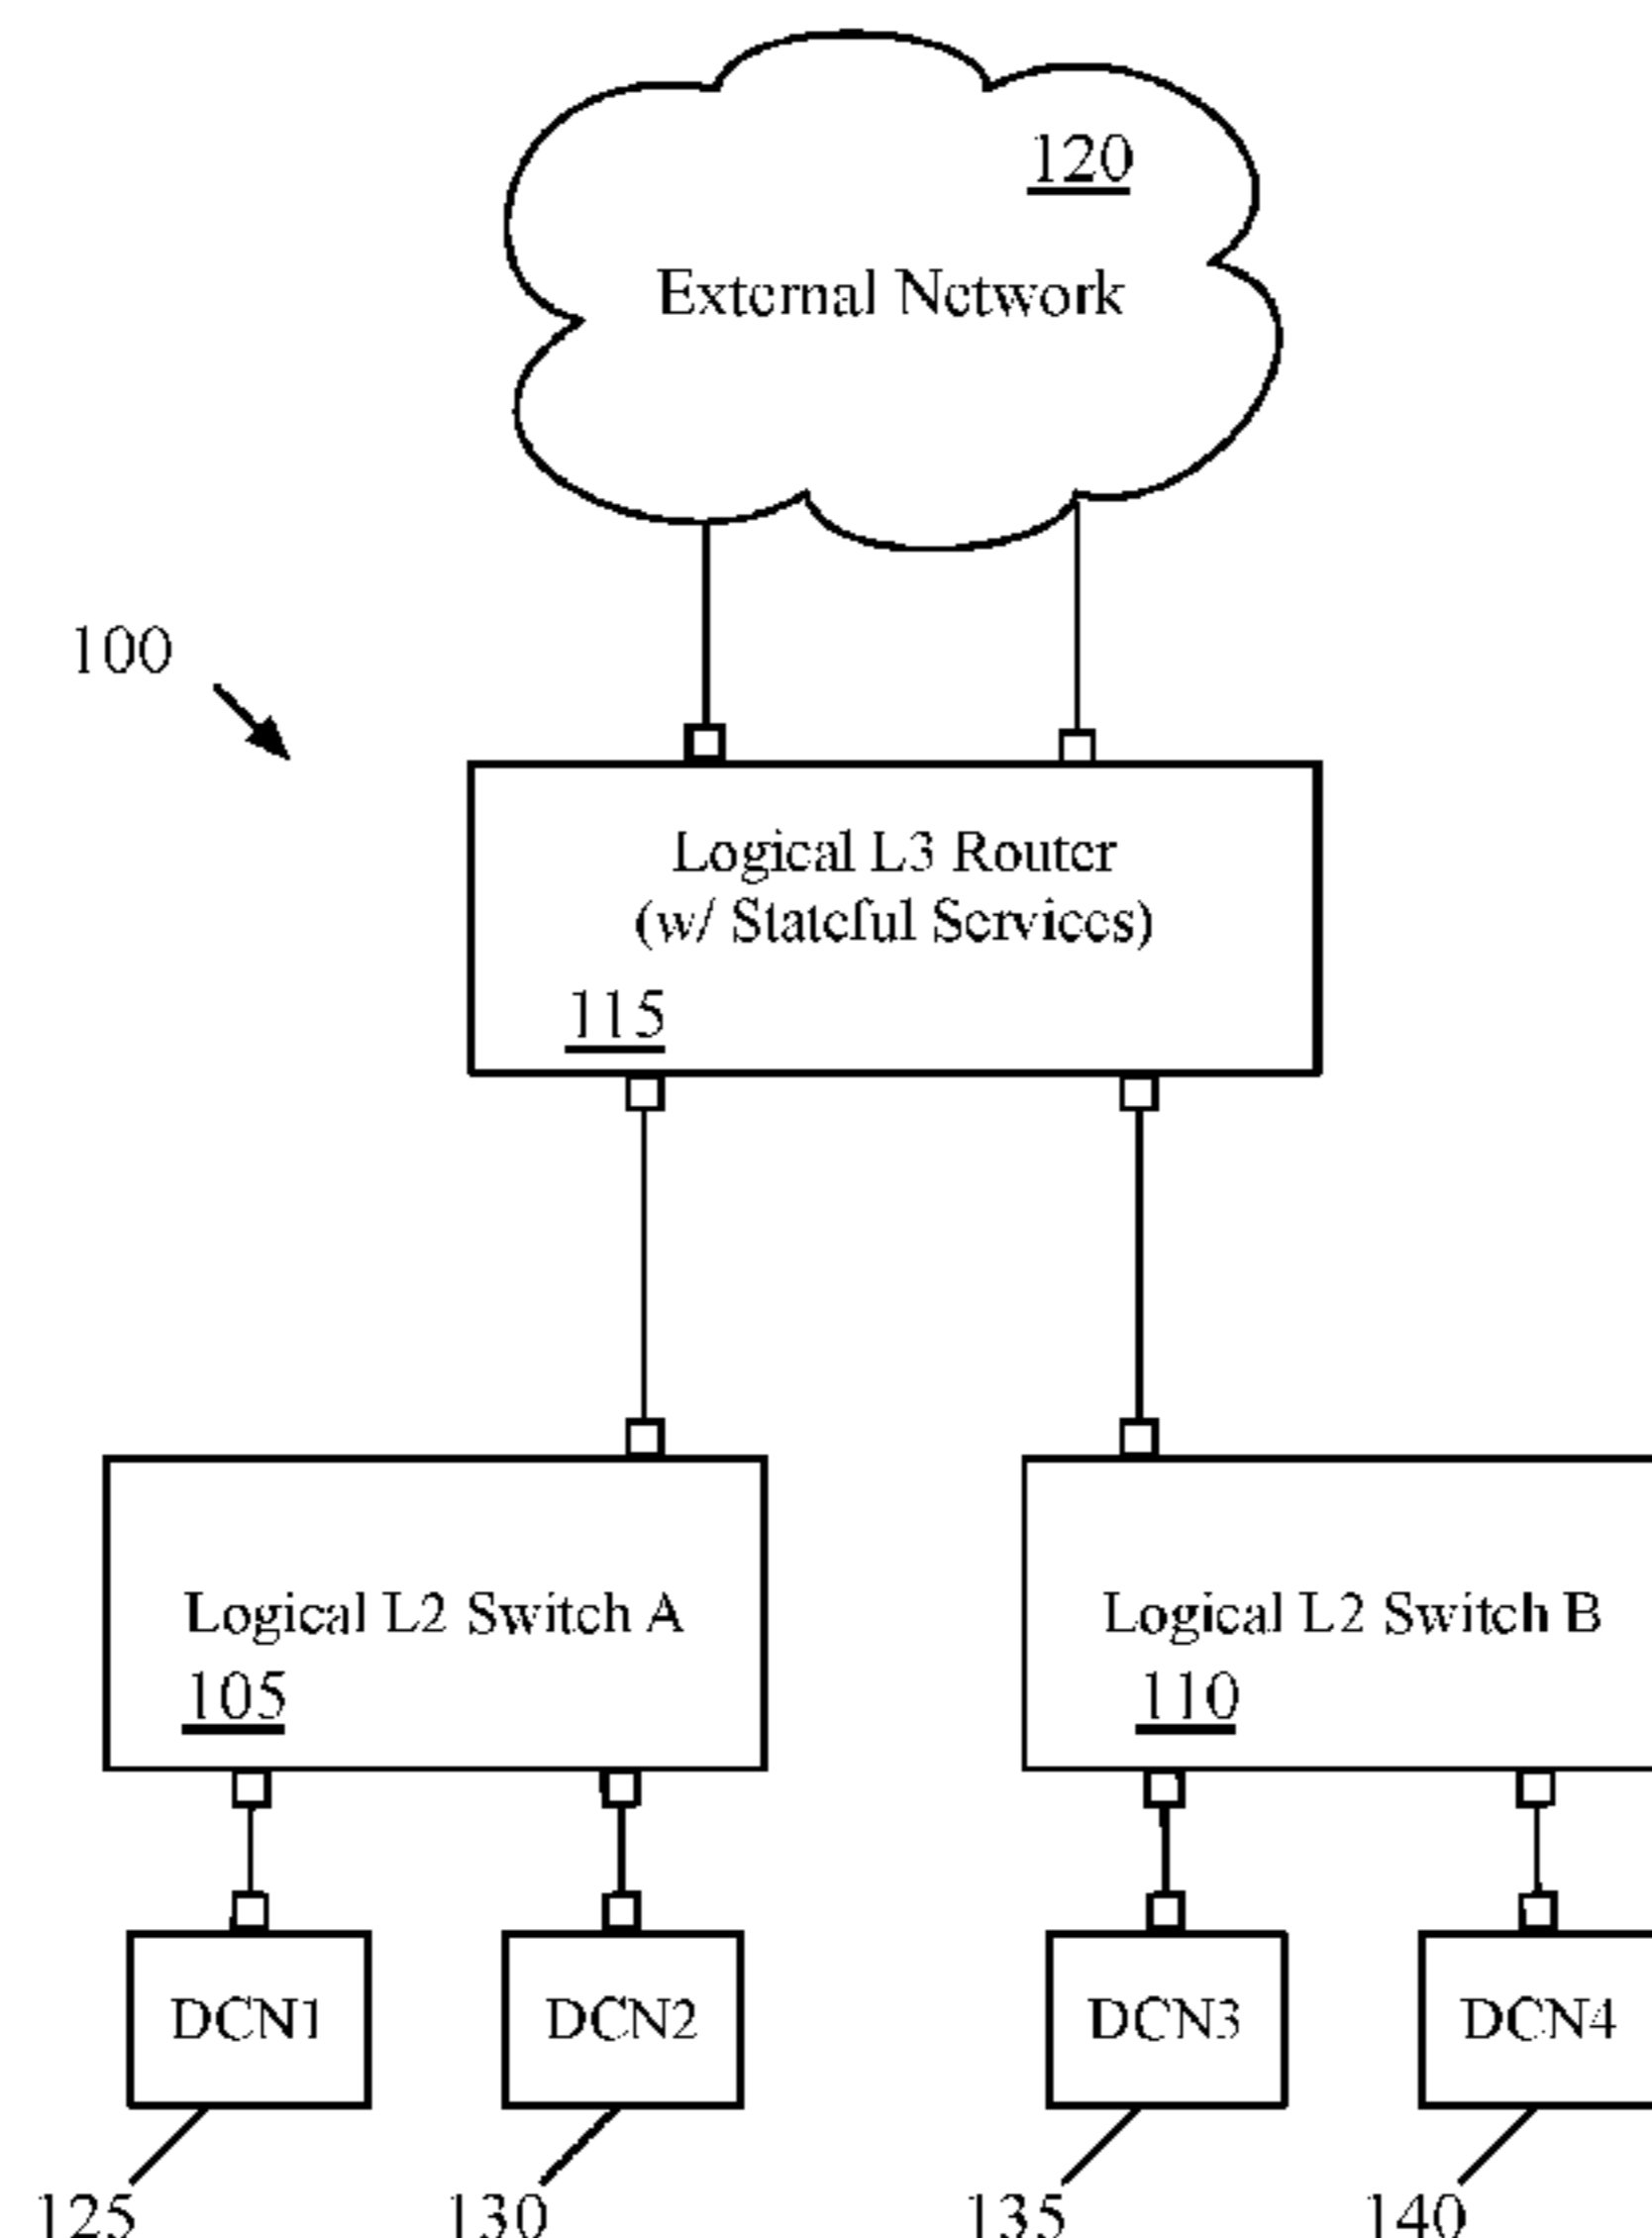 120
External Network
100
Logical L3 Router
(w/ Stateful Services)
115
Logical L2 Switch A
105
Logical L2 Switch B
110
DCN1
DCN2
DCN3
DCN4
125
130
135
140